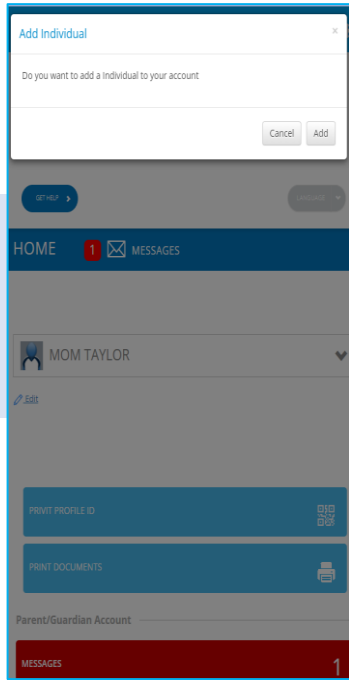 Add Individual x
Do you want to add a Individual to your account
Cancel Add
GET HELP
LANGUAGE
HOME 1 MESSAGES
MOM TAYLOR
Edit
PRIVIT PROFILE ID
PRINT DOCUMENTS
Parent/Guardian Account
MESSAGES 1